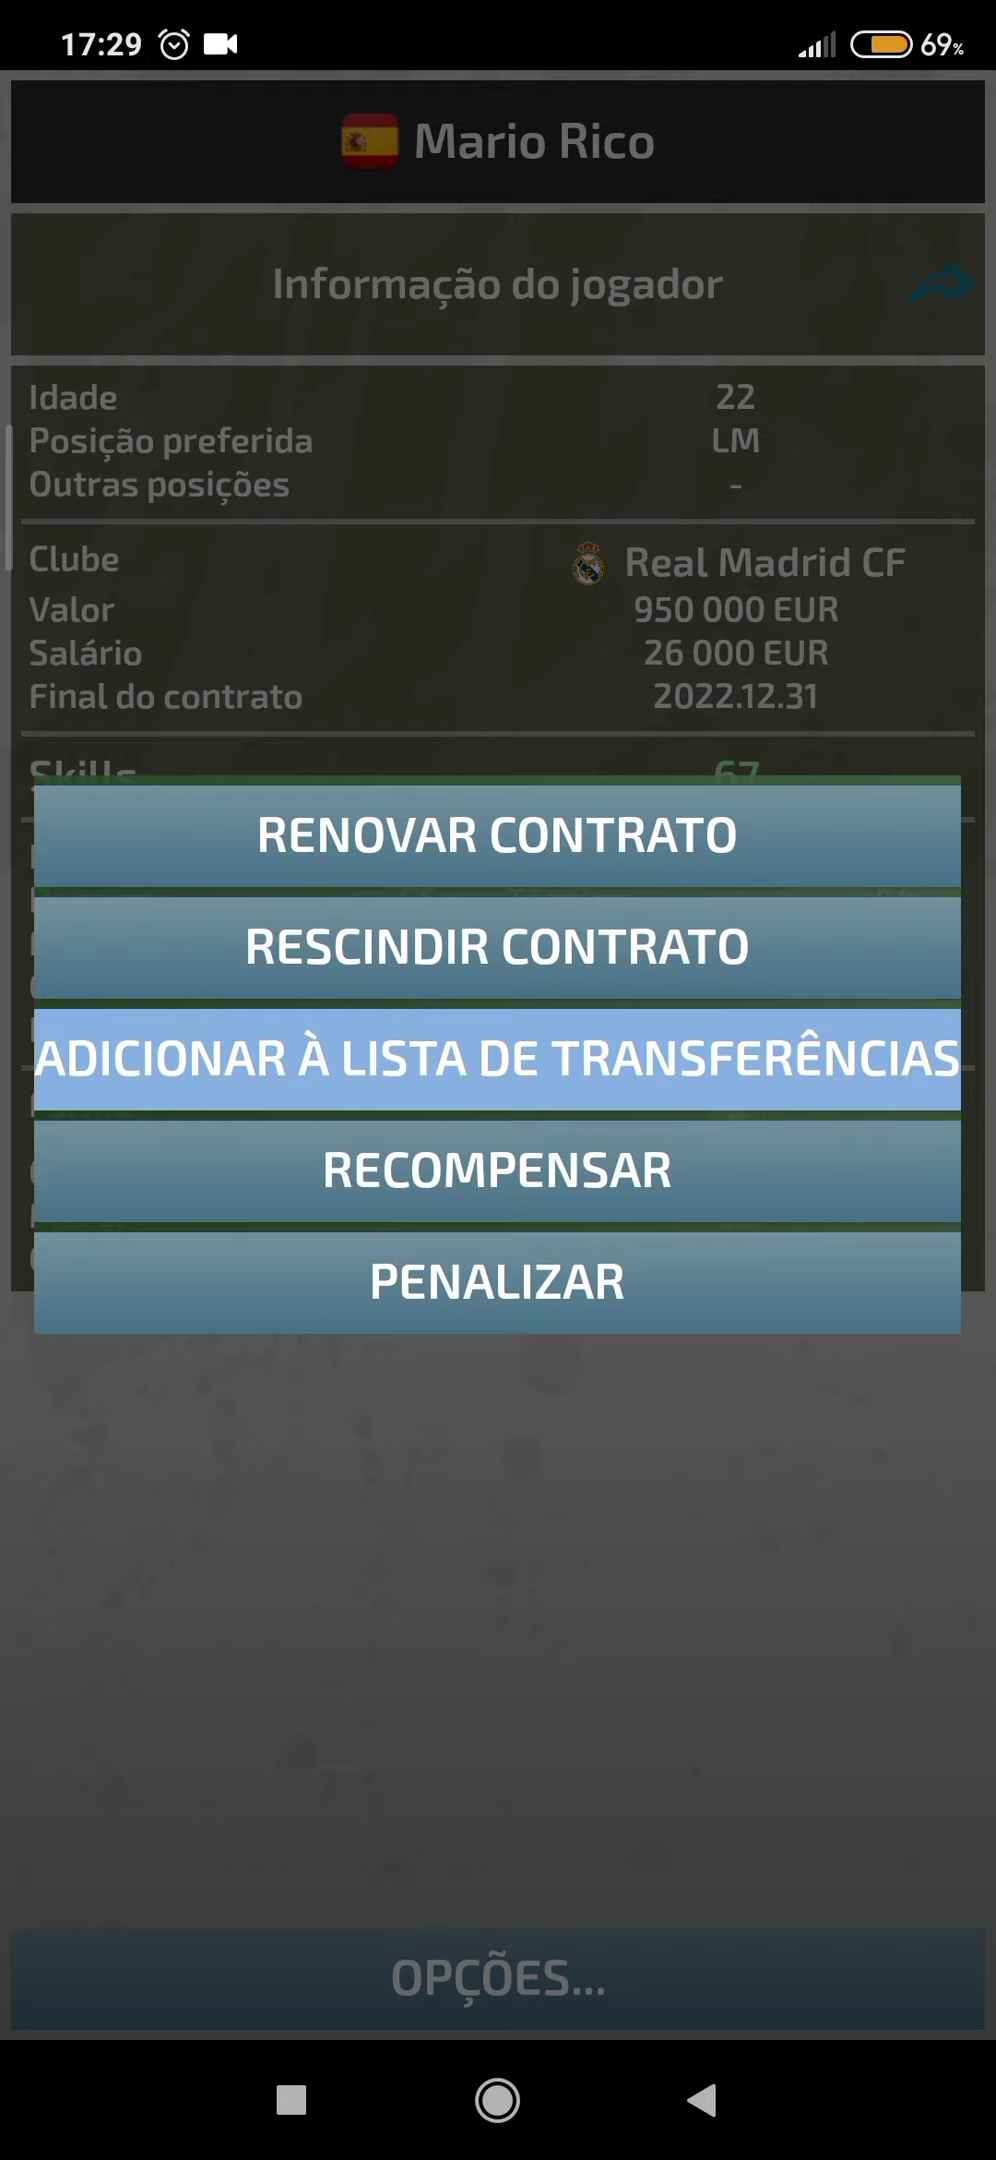 17:29 69%
Mario Rico
Informação do jogador
Idade 22
Posição preferida LM
Outras posições -
Clube Real Madrid CF
Valor 950 000 EUR
Salário 26 000 EUR
Final do contrato 2022.12.31
Skills 67
RENOVAR CONTRATO
RESCINDIR CONTRATO
ADICIONAR À LISTA DE TRANSFERÊNCIAS
RECOMPENSAR
PENALIZAR
OPÇÕES...